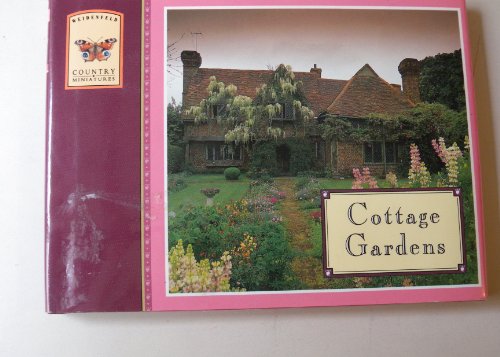 WEIDENFELD
COUNTRY
MINIATURES
Cottage
Gardens